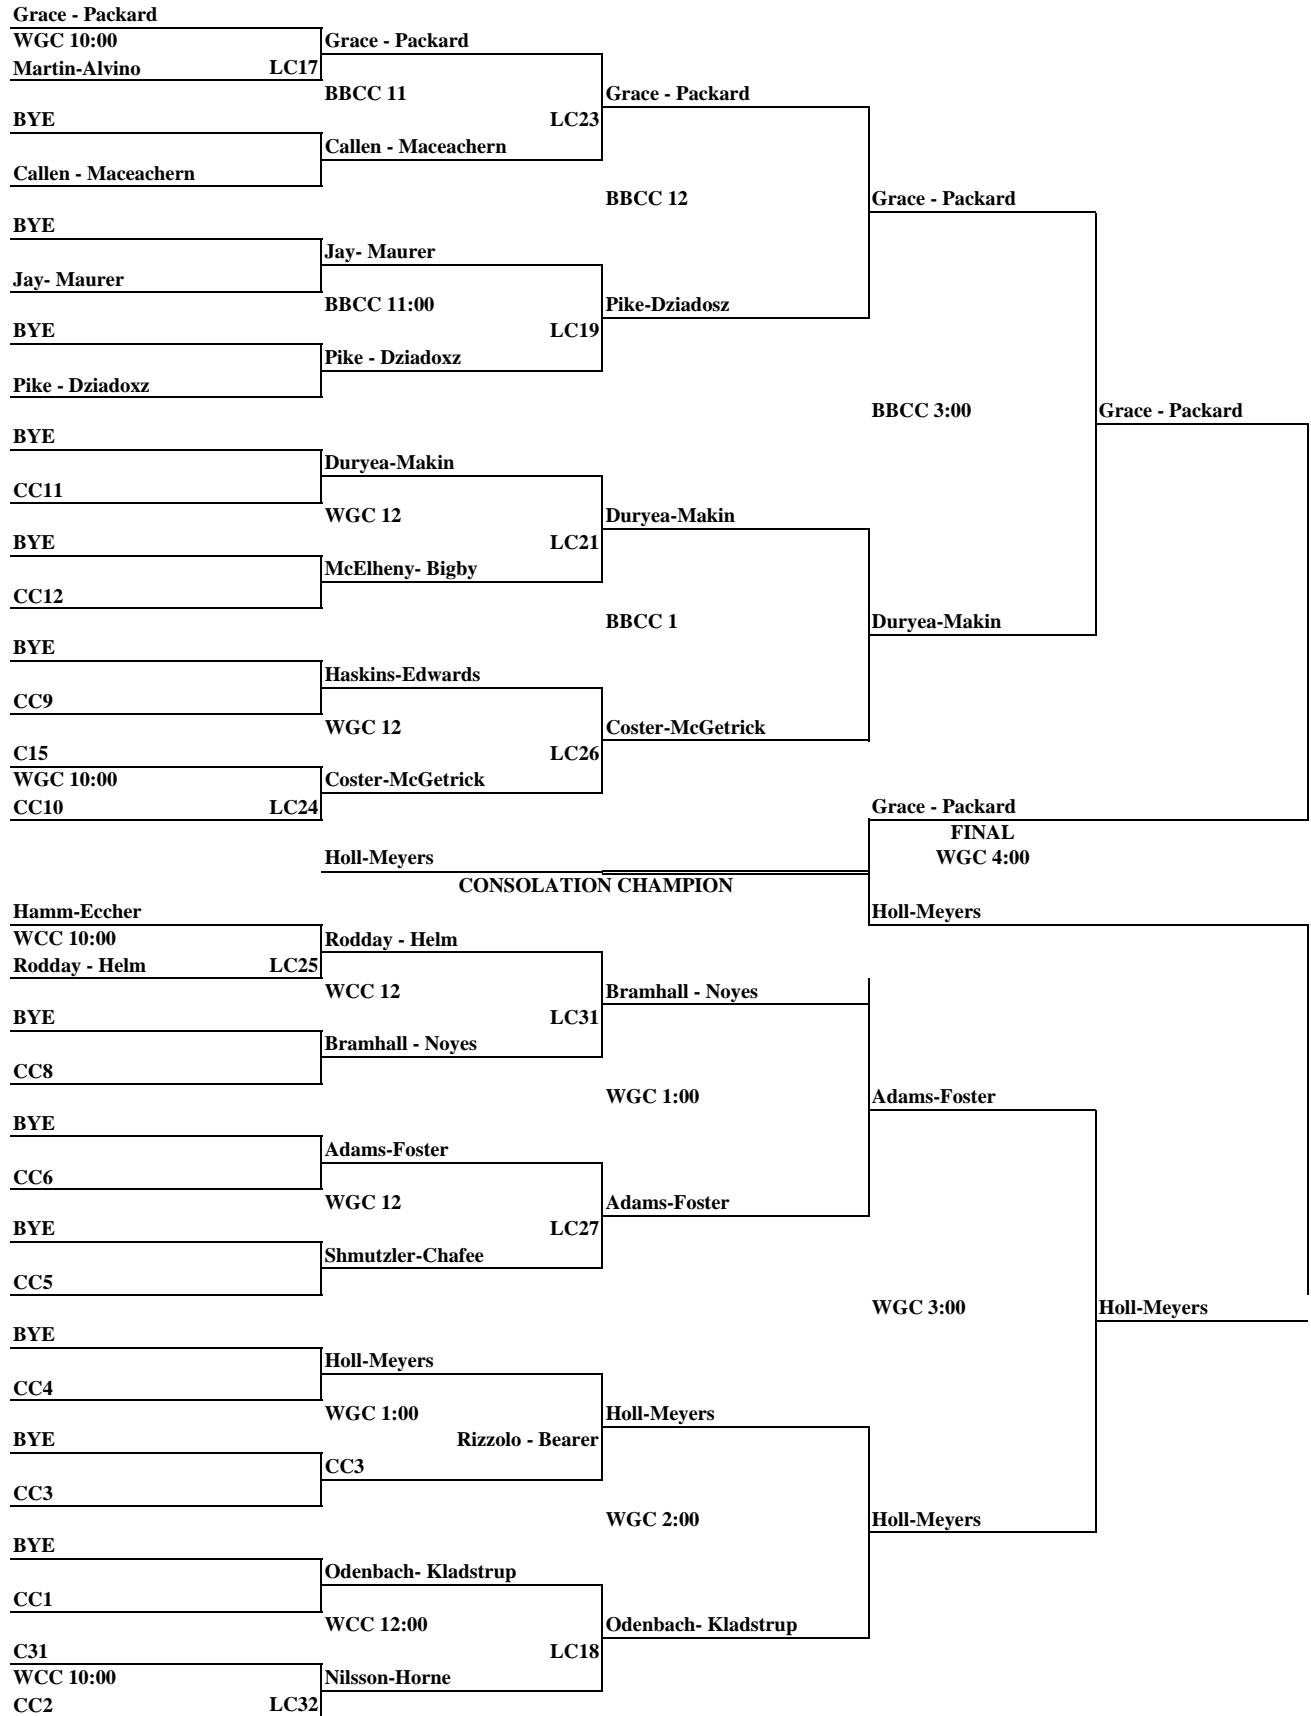 Grace - Packard
WGC 10:00 Grace - Packard
Martin-Alvino LC17
BBCC 11 Grace - Packard
BYE LC23
Callen - Maceachern
Callen - Maceachern
BBCC 12 Grace - Packard
BYE
Jay- Maurer
Jay- Maurer
BBCC 11:00 Pike-Dziadosz
BYE LC19
Pike - Dziadoxz
Pike - Dziadoxz
BBCC 3:00 Grace - Packard
BYE
Duryea-Makin
CC11
WGC 12 Duryea-Makin
BYE LC21
McElheny- Bigby
CC12
BBCC 1 Duryea-Makin
BYE
Haskins-Edwards
CC9
WGC 12 Coster-McGetrick
C15 LC26
WGC 10:00 Coster-McGetrick
CC10 LC24 Grace - Packard
FINAL
Holl-Meyers WGC 4:00
CONSOLATION CHAMPION
Hamm-Eccher Holl-Meyers
WCC 10:00 Rodday - Helm
Rodday - Helm LC25
WCC 12 Bramhall - Noyes
BYE LC31
Bramhall - Noyes
CC8
WGC 1:00 Adams-Foster
BYE
Adams-Foster
CC6
WGC 12 Adams-Foster
BYE LC27
Shmutzler-Chafee
CC5
WGC 3:00 Holl-Meyers
BYE
Holl-Meyers
CC4
WGC 1:00 Holl-Meyers
BYE Rizzolo - Bearer
CC3
CC3
WGC 2:00 Holl-Meyers
BYE
Odenbach- Kladstrup
CC1
WCC 12:00 Odenbach- Kladstrup
C31 LC18
WCC 10:00 Nilsson-Horne
CC2 LC32